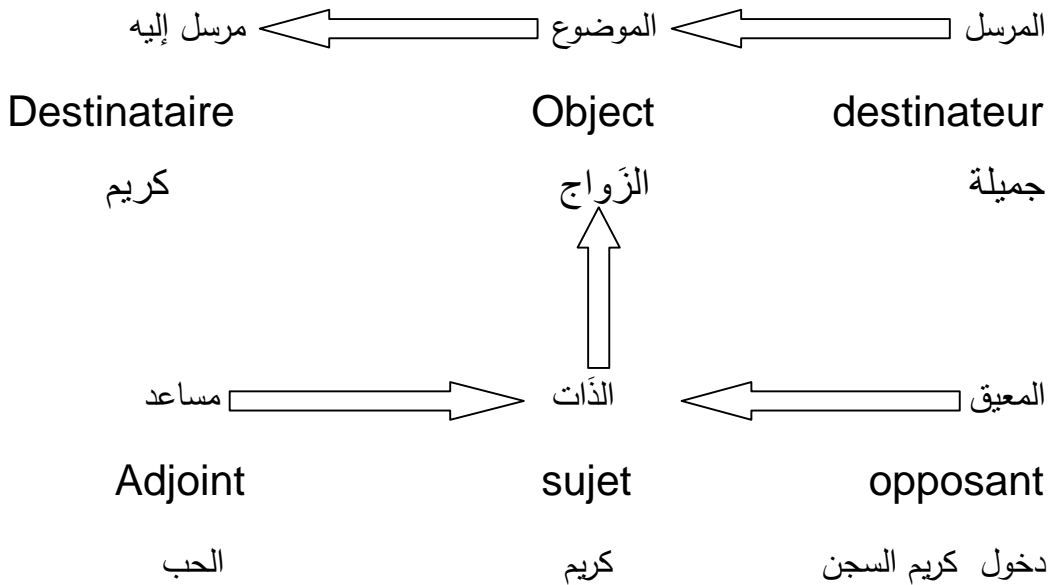 المرسل الموضوع مرسل إليه
Destinataire Object destinateur
جميلة الزَواج كريم
المعيق الذَات مساعد
Adjoint sujet opposant
دخول كريم السجن كريم الحب